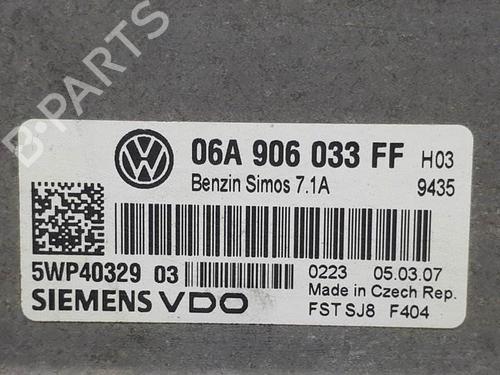 B-PARTS
VW
06A 906 033 FF H03
Benzin Simos 7.1A 9435
5WP40329 03
0223 05.03.07
SIEMENS VDO
Made in Czech Rep.
FST SJ8 F404